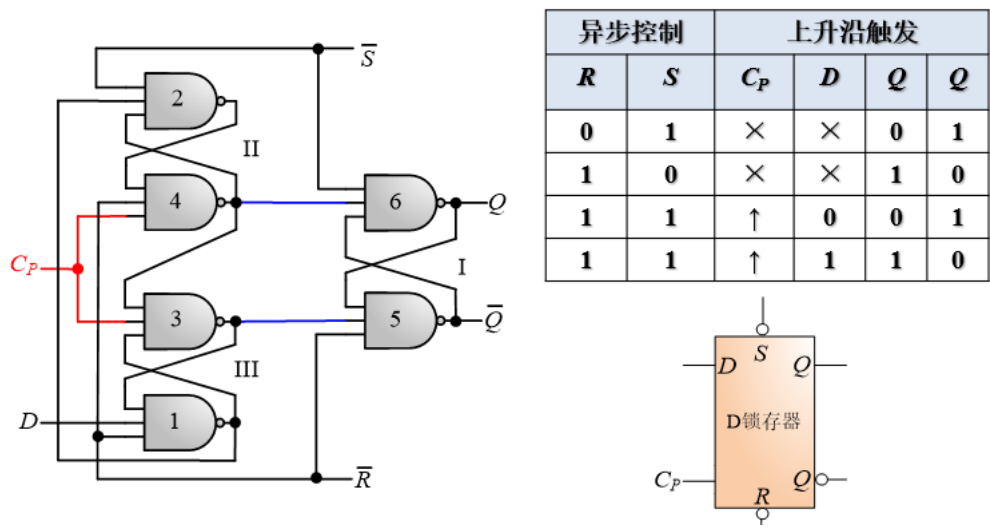 S̅
2
II
4
6
Q
C_P
I
3
5
Q̅
III
D
1
R̅
异步控制 上升沿触发
R S C_P D Q Q
0 1 × × 0 1
1 0 × × 1 0
1 1 ↑ 0 0 1
1 1 ↑ 1 1 0
S
D Q
D锁存器
C_P Q
R